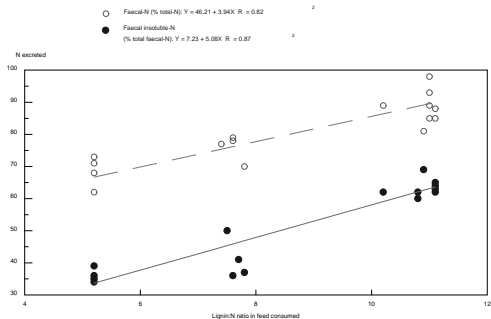 Faecal-N (% total-N): Y = 46.21 + 3.94X R = 0.82 2
Faecal insoluble-N
(% total faecal-N): Y = 7.23 + 5.08X R = 0.87 2
N excreted
100
90
80
70
60
50
40
30
4 6 8 10 12
Lignin:N ratio in feed consumed